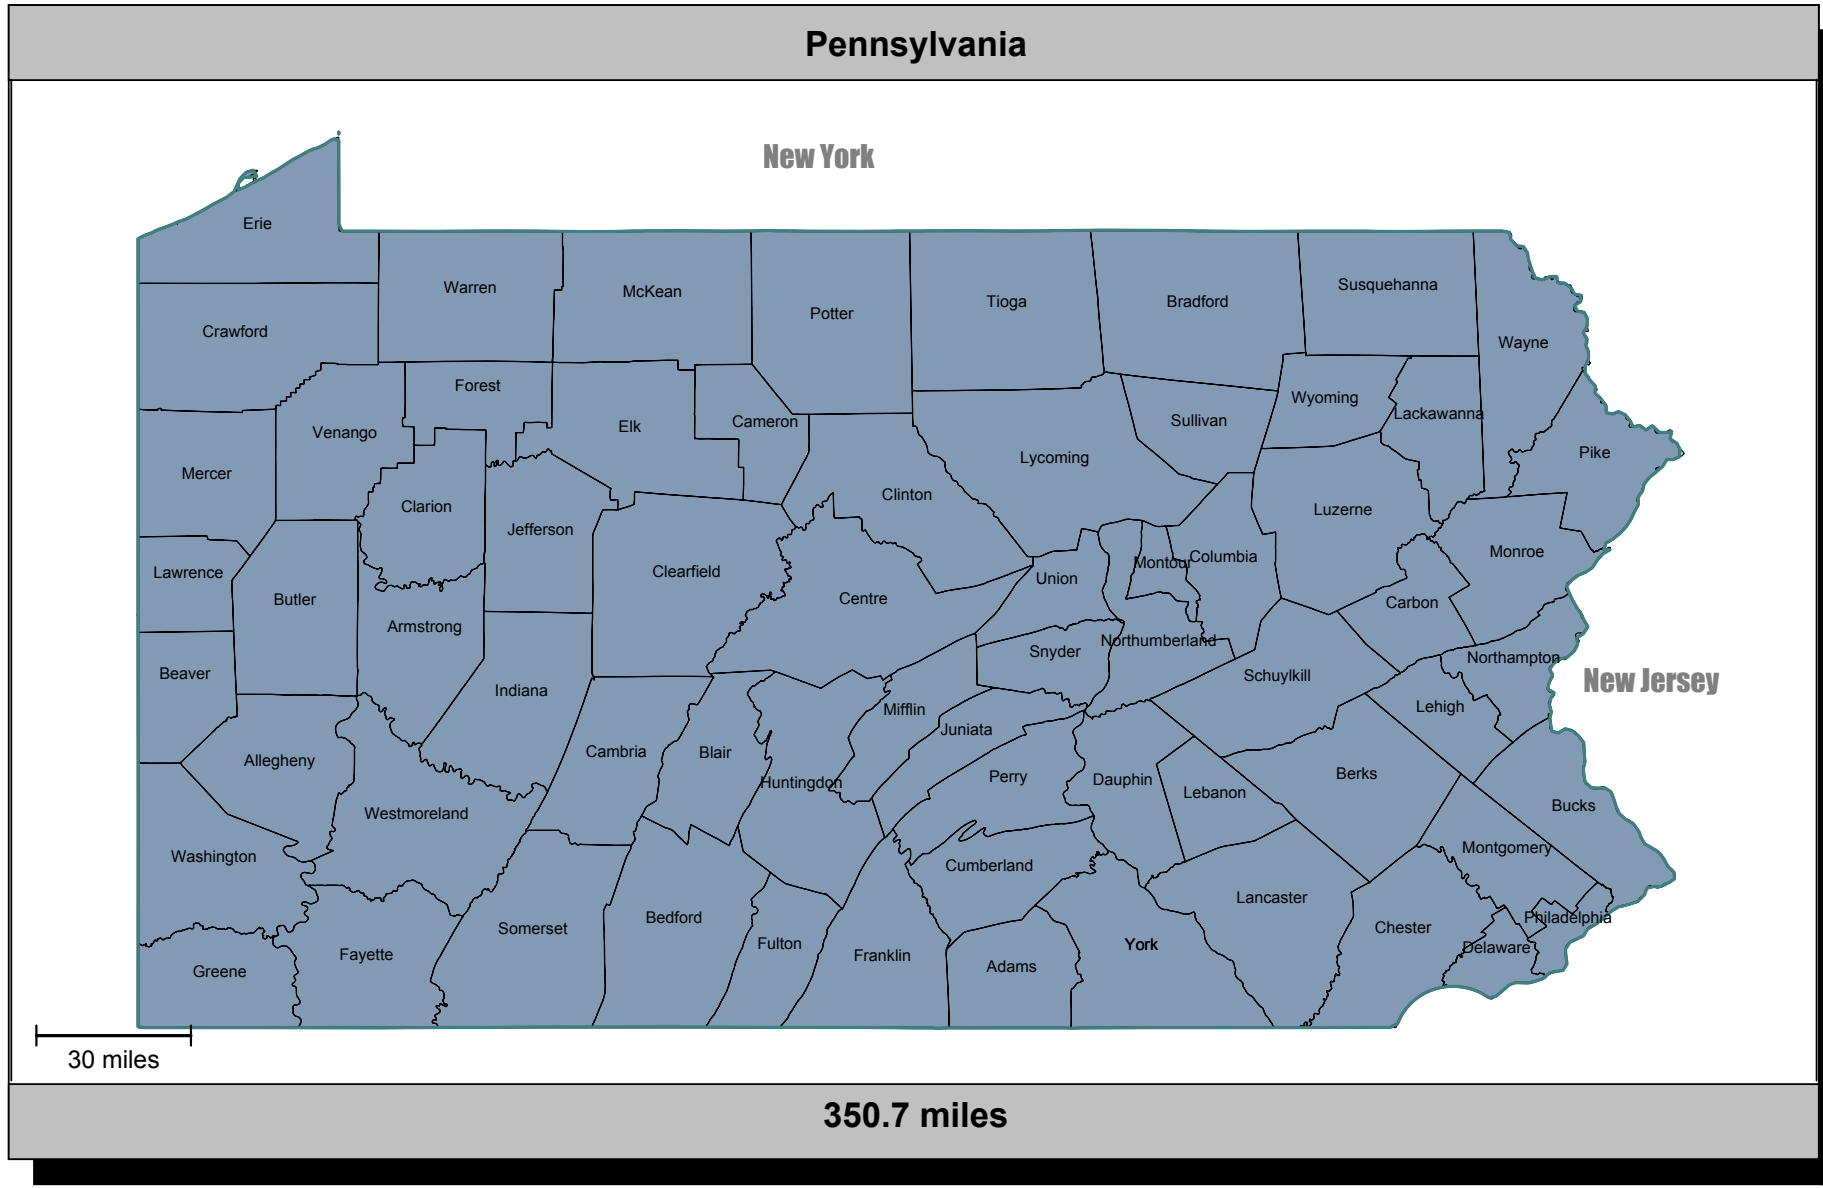 Pennsylvania
New York
Erie
Warren
McKean
Potter
Tioga
Bradford
Susquehanna
Crawford
Wayne
Forest
Venango
Elk
Cameron
Sullivan
Wyoming
Lackawanna
Mercer
Lycoming
Pike
Clarion
Clinton
Jefferson
Luzerne
Lawrence
Clearfield
Montour
Columbia
Monroe
Butler
Centre
Union
Carbon
Armstrong
Northumberland
Snyder
Northampton
Beaver
Indiana
Schuylkill
New Jersey
Mifflin
Lehigh
Juniata
Allegheny
Cambria
Blair
Huntingdon
Perry
Dauphin
Berks
Lebanon
Westmoreland
Bucks
Washington
Cumberland
Montgomery
Lancaster
Somerset
Bedford
Philadelphia
Chester
Fulton
York
Delaware
Fayette
Franklin
Greene
Adams
30 miles
350.7 miles